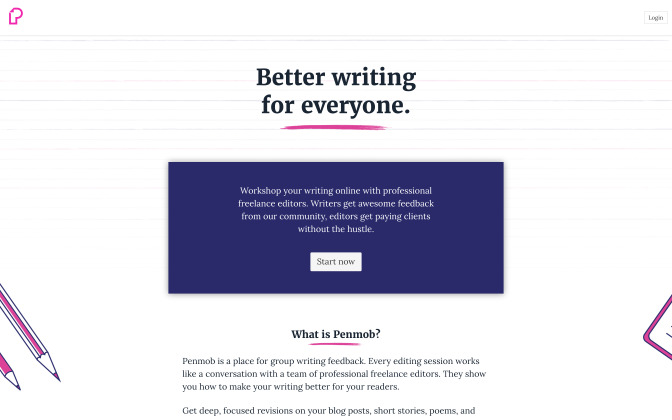 Login
Better writing
for everyone.
Workshop your writing online with professional
freelance editors. Writers get awesome feedback
from our community, editors get paying clients
without the hustle.
Start now
What is Penmob?
Penmob is a place for group writing feedback. Every editing session works
like a conversation with a team of professional freelance editors. They show
you how to make your writing better for your readers.
Get deep, focused revisions on your blog posts, short stories, poems, and